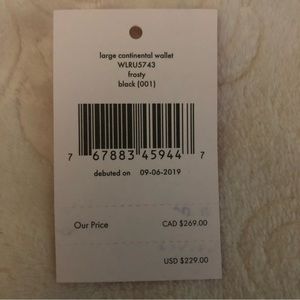 large continental wallet
WLRU5743
frosty
black (001)
7 67883 45944 7
debuted on 09-06-2019
Our Price CAD $269.00
USD $229.00